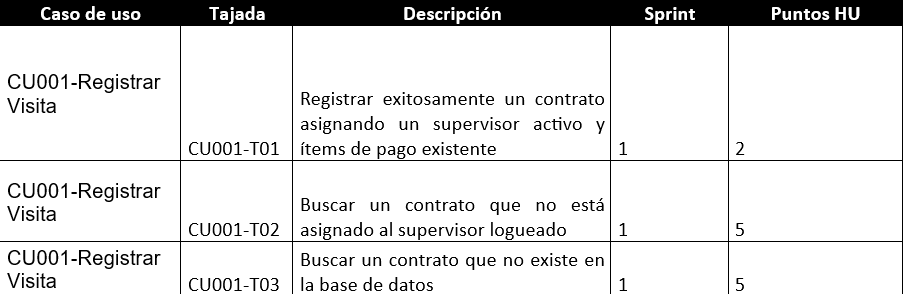 Caso de uso Tajada Descripción Sprint Puntos HU
CU001-Registrar
Visita
Registrar exitosamente un contrato
asignando un supervisor activo y
CU001-T01 ítems de pago existente 1 2
CU001-Registrar
Visita
Buscar un contrato que no está
CU001-T02 asignado al supervisor logueado 1 5
CU001-Registrar
Visita
Buscar un contrato que no existe en
CU001-T03 la base de datos 1 5